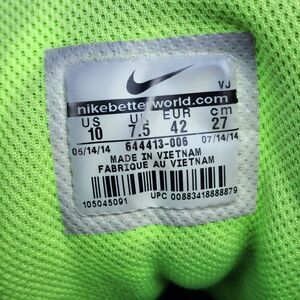 VJ
nikebetterworld.com
US UK EUR cm
10 7.5 42 27
05/14/14 644413-006 07/14/14
MADE IN VIETNAM
FABRIQUE AU VIETNAM
105045091 UPC 00883418888879